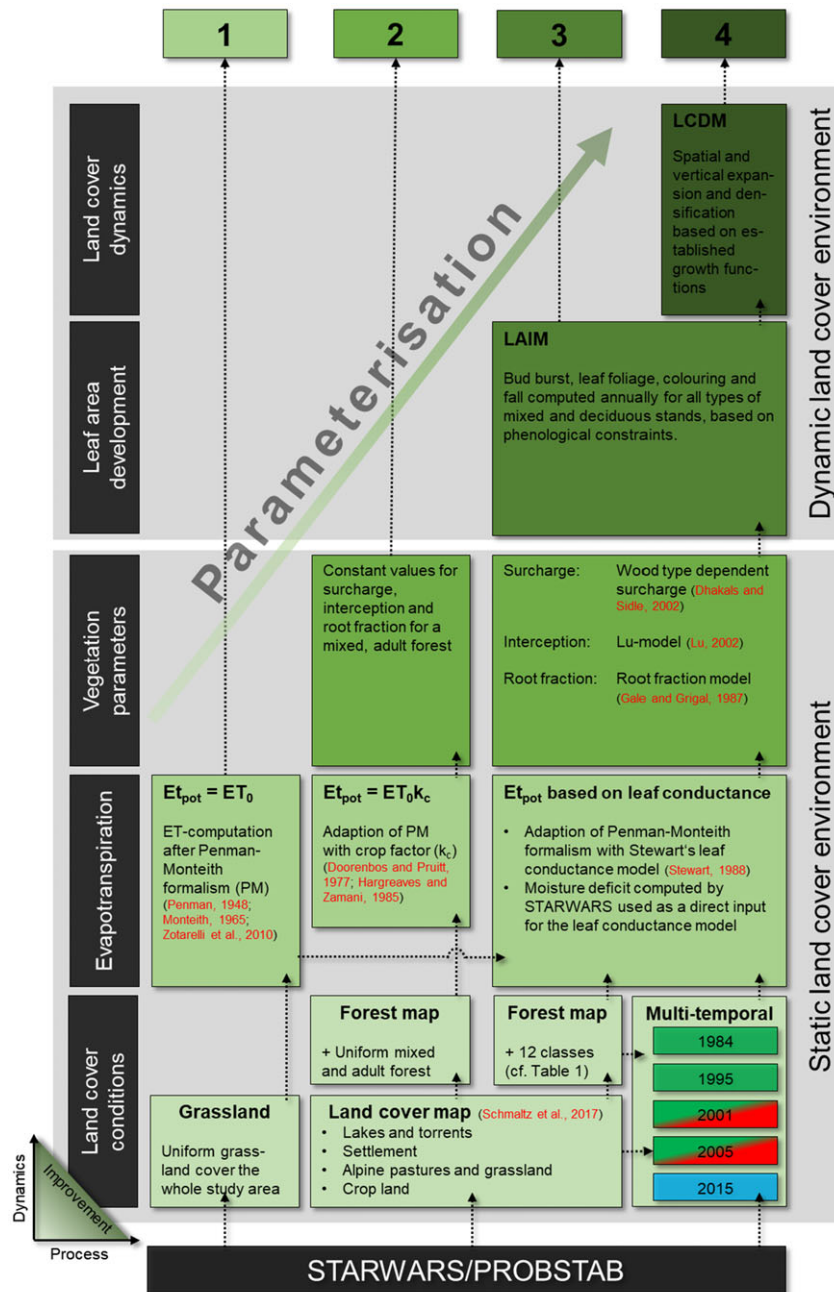 1
2
3
4
Land cover
dynamics
LCDM
Spatial and
vertical expan-
sion and den-
sification
based on es-
tablished
growth func-
tions
Parameterisation
Dynamic land cover environment
Leaf area
development
LAIM
Bud burst, leaf foliage, colouring and
fall computed annually for all types of
mixed and deciduous stands, based on
phenological constraints.
Vegetation
parameters
Constant values for
surcharge,
interception and
root fraction for a
mixed, adult forest
Surcharge: Wood type dependent
surcharge (Dhakals and
Sidle, 2002)
Interception: Lu-model (Lu, 2002)
Root fraction: Root fraction model
(Gale and Grigal, 1987)
Static land cover environment
Evapotranspiration
Et_pot = ET_0
ET-computation
after Penman-
Monteith
formalism (PM)
(Penman, 1948;
Monteith, 1965;
Zotarelli et al., 2010)
Et_pot = ET_0k_c
Adaption of PM
with crop factor (k_c)
(Doorenbos and Pruitt,
1977; Hargreaves and
Zamani, 1985)
Et_pot based on leaf conductance
• Adaption of Penman-Monteith
formalism with Stewart's leaf
conductance model (Stewart, 1988)
• Moisture deficit computed by
STARWARS used as a direct input
for the leaf conductance model
Land cover
conditions
Forest map
+ Uniform mixed
and adult forest
Forest map
+ 12 classes
(cf. Table 1)
Multi-temporal
1984
1995
2001
2005
2015
Grassland
Uniform grass-
land cover the
whole study area
Land cover map (Schmaltz et al., 2017)
• Lakes and torrents
• Settlement
• Alpine pastures and grassland
• Crop land
Dynamics
Improvement
Process
STARWARS/PROBSTAB